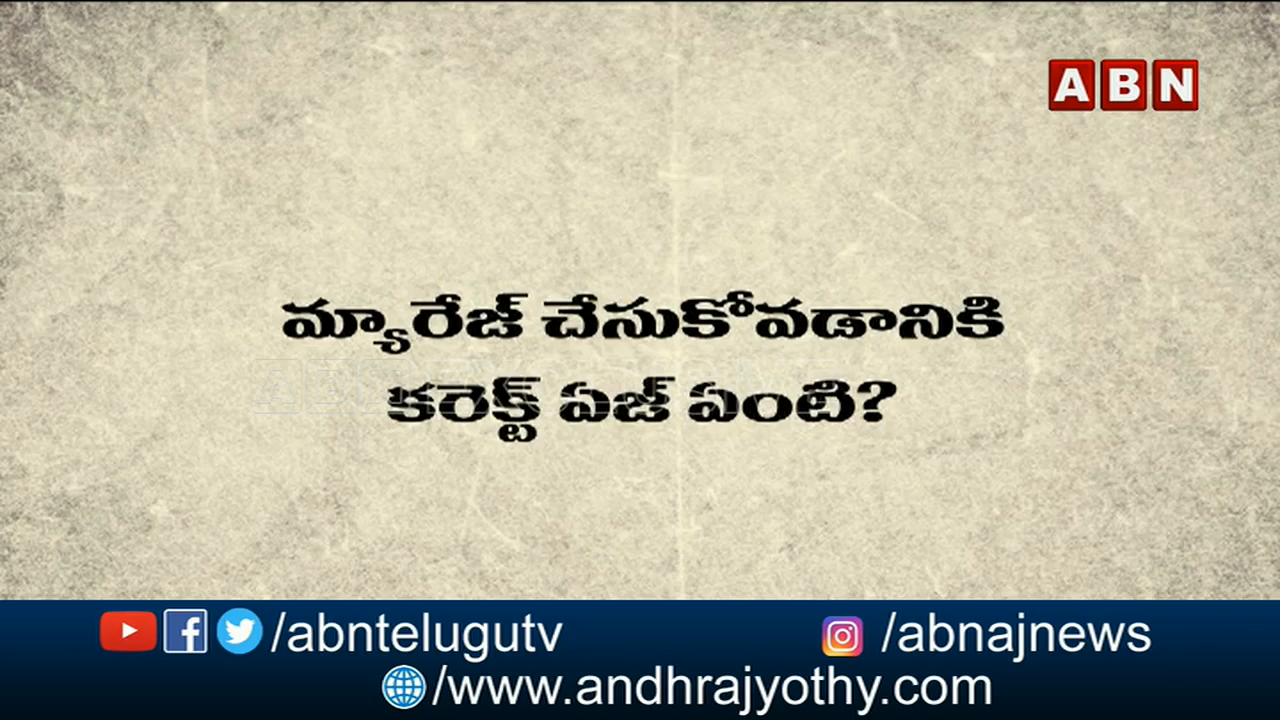 ABN
మ్యారేజ్ చేసుకోవడానికి
కరెక్ట్ ఏజ్ ఏంటి?
/abntelugutv
/abnajnews
/www.andhrajyothy.com